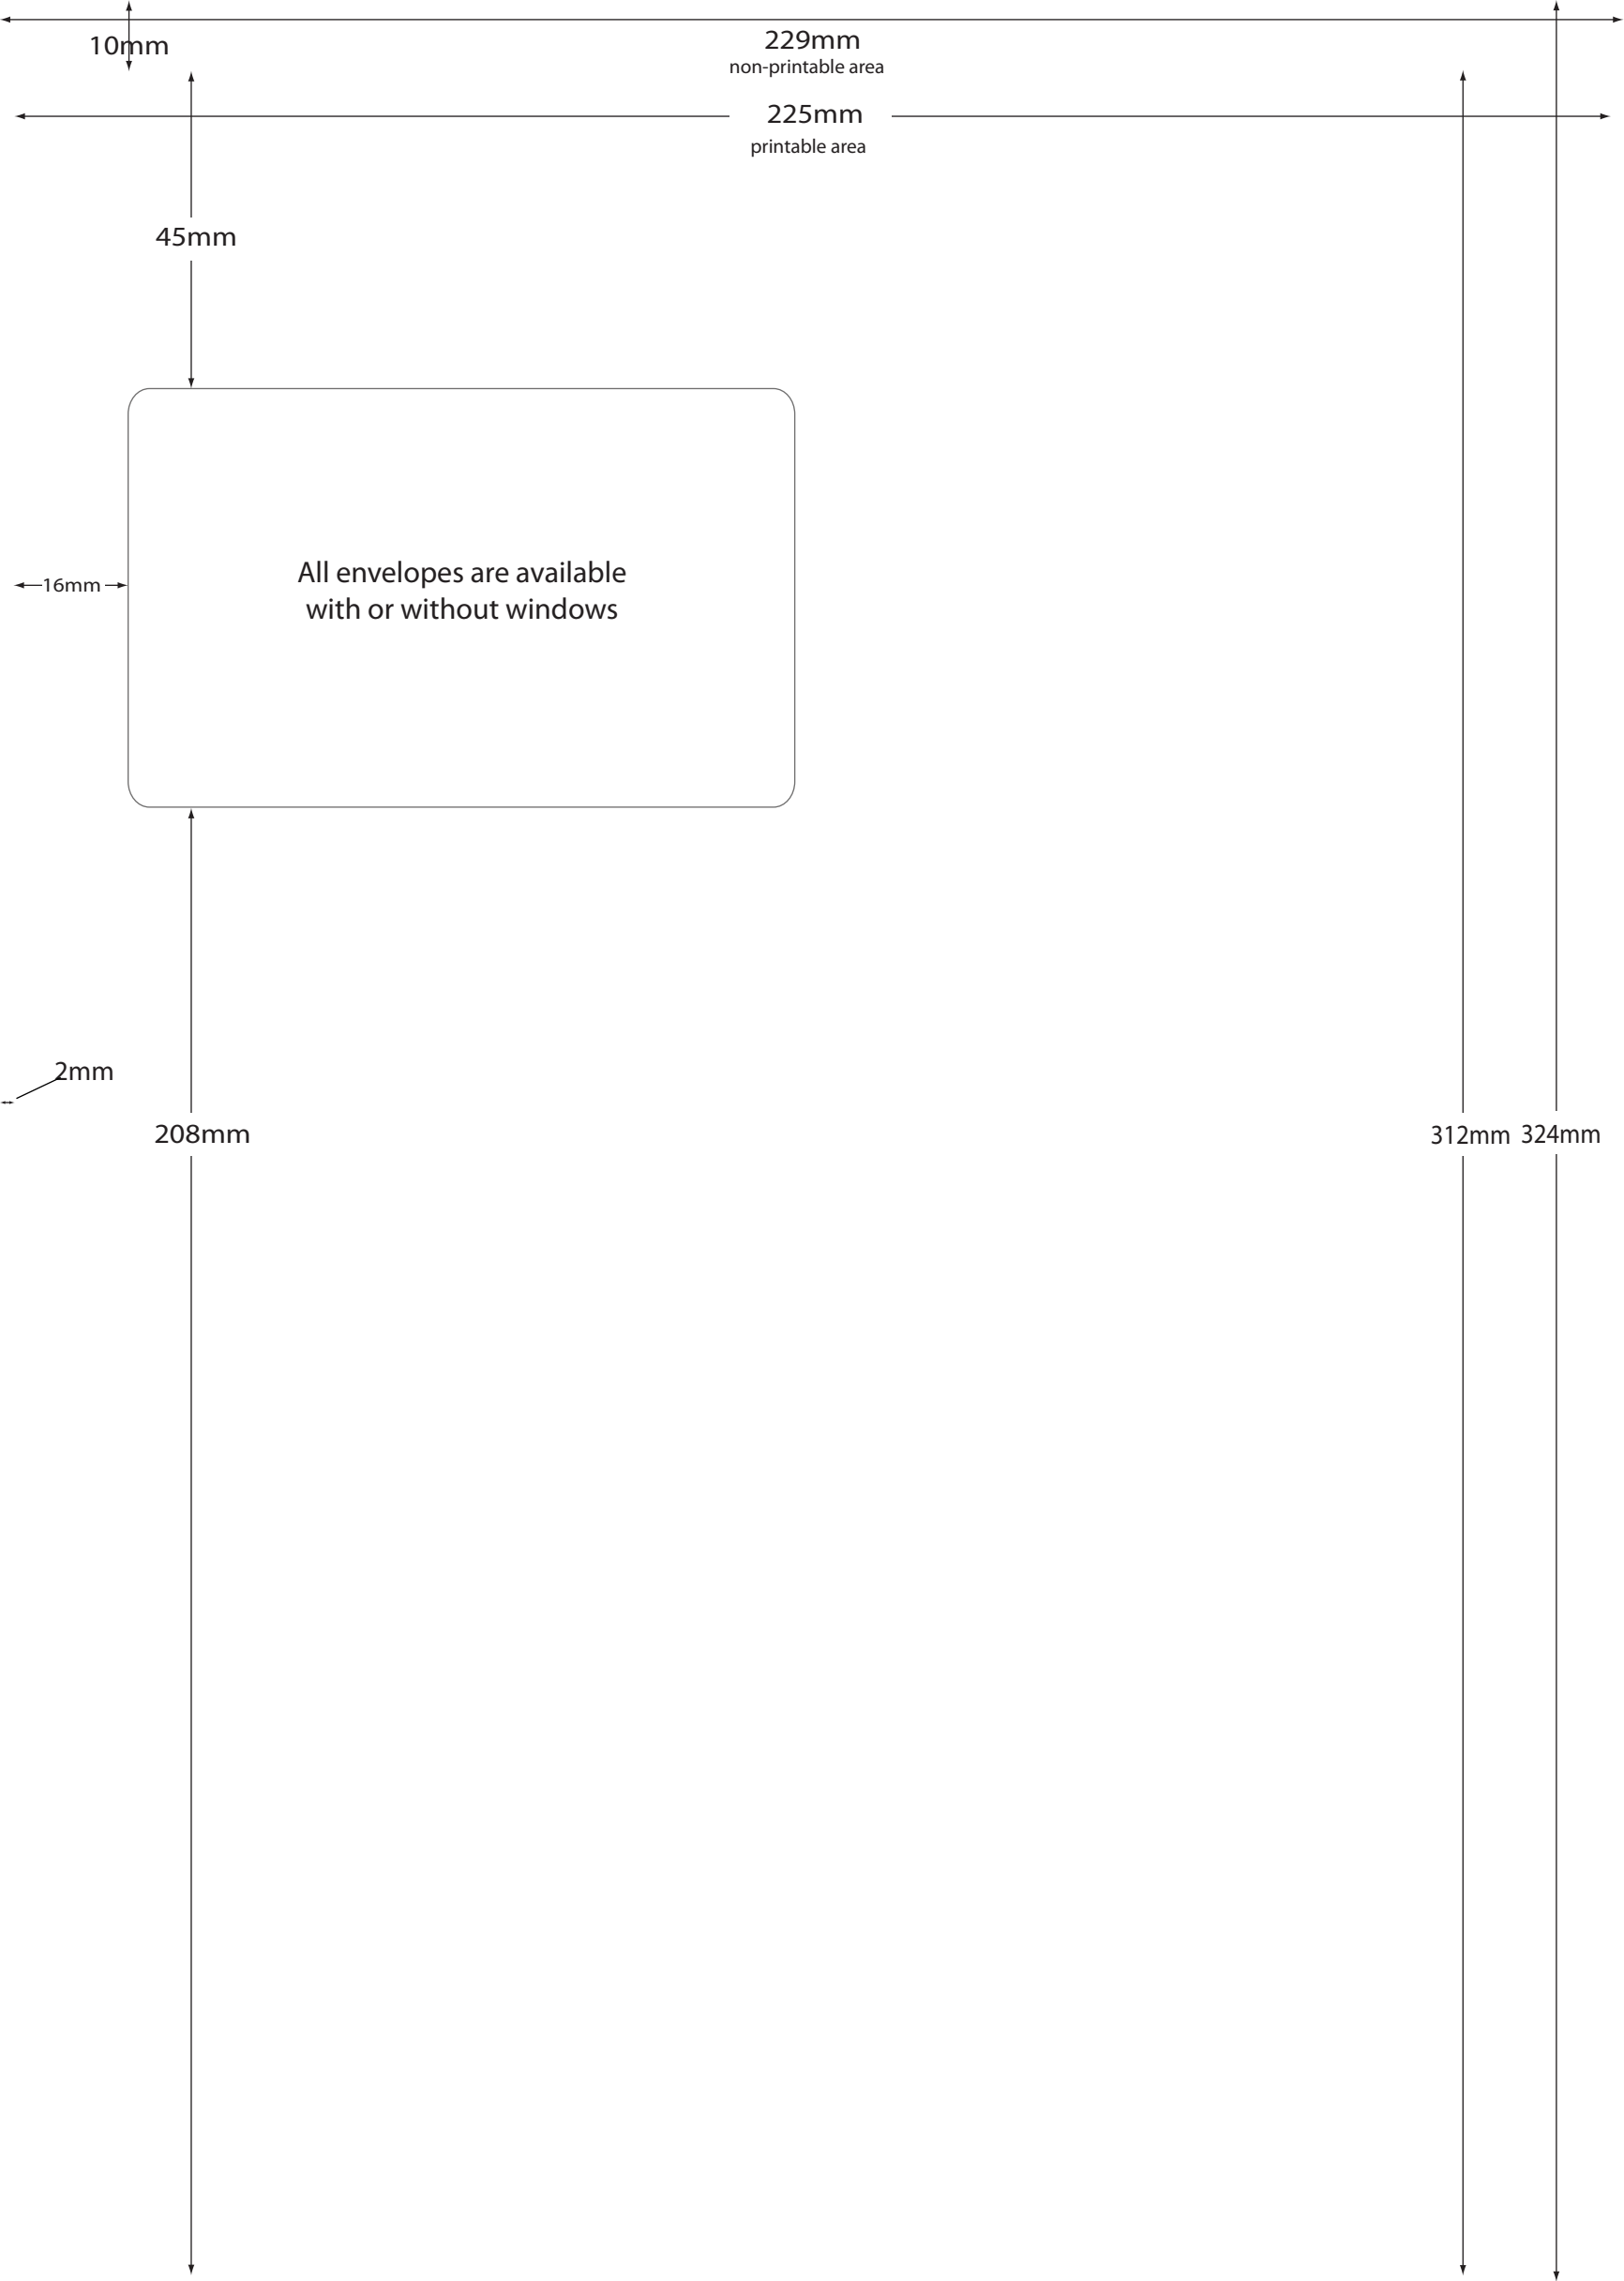 10mm
229mm
non-printable area
225mm
printable area
45mm
All envelopes are available
with or without windows
16mm
2mm
208mm
312mm
324mm